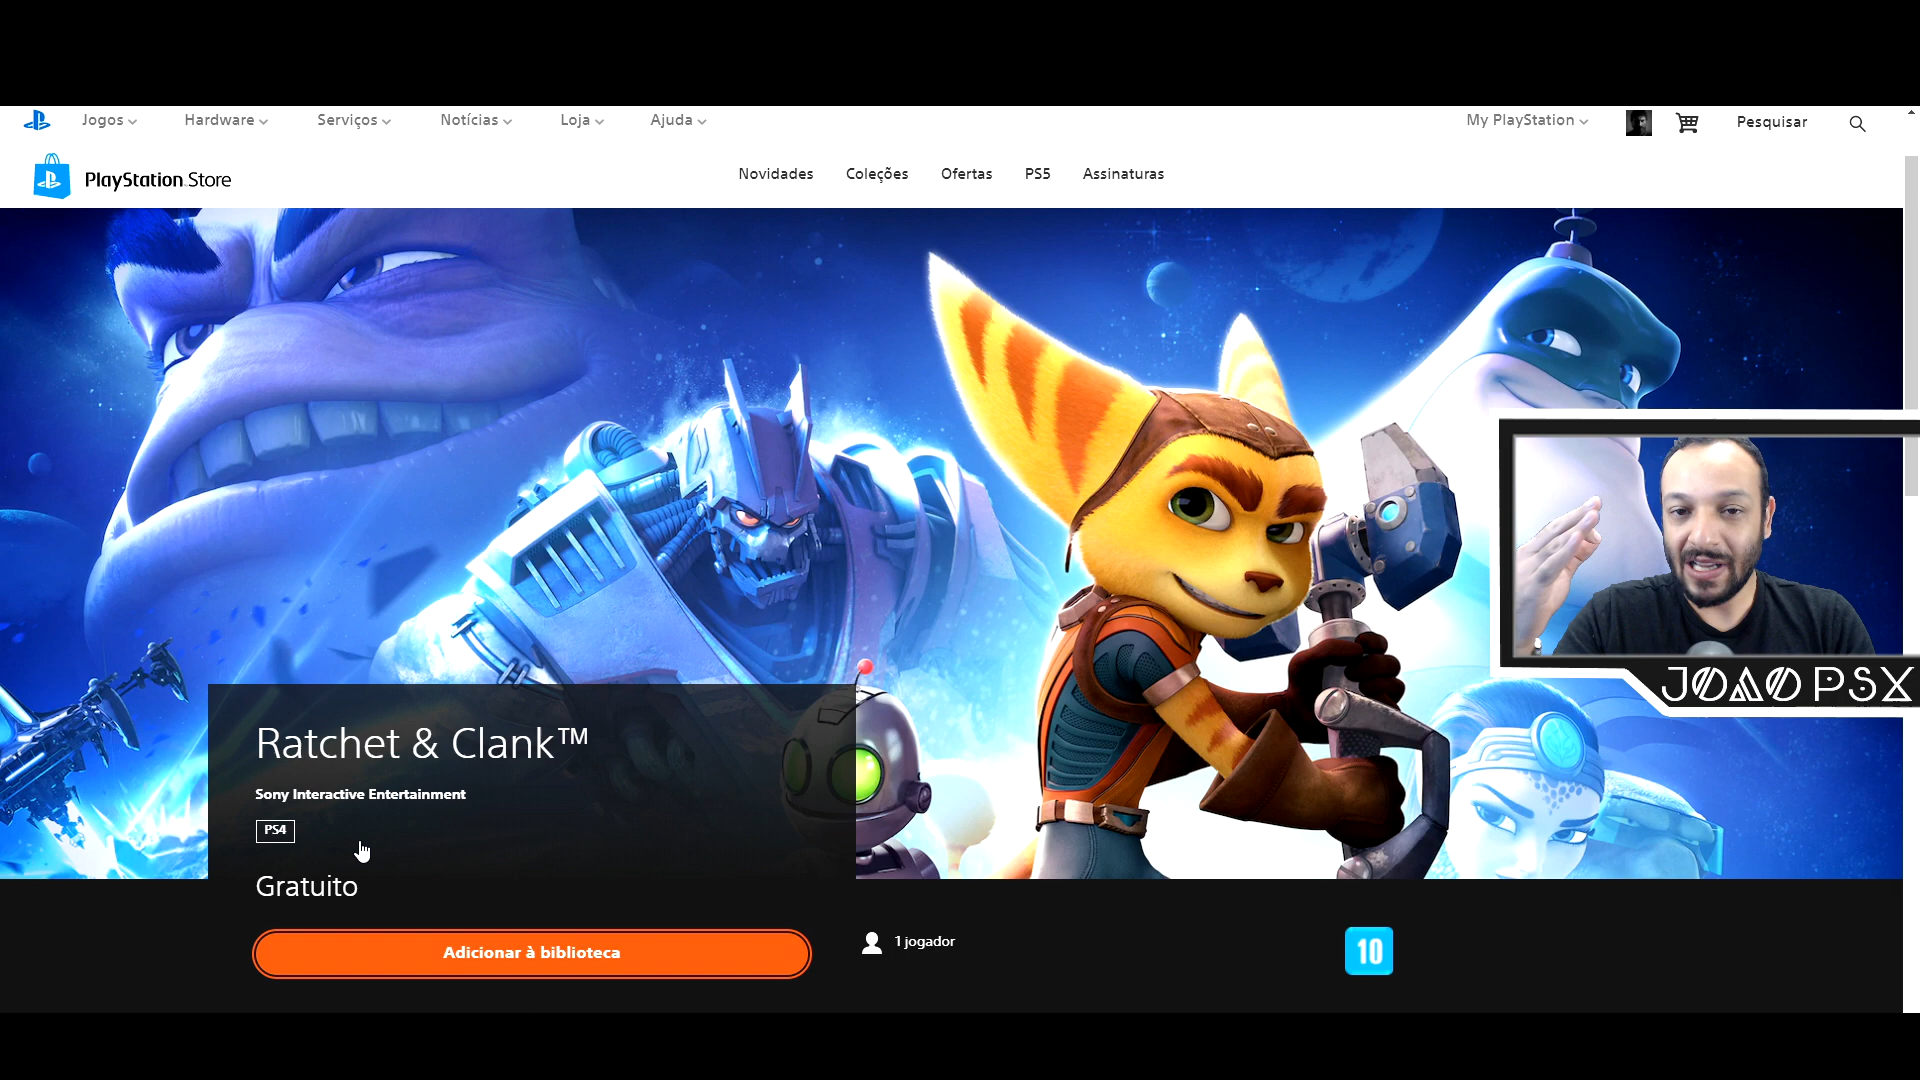 Jogos
Hardware
Serviços
Notícias
Loja
Ajuda
My PlayStation
Pesquisar
PlayStation Store
Novidades
Coleções
Ofertas
PS5
Assinaturas
JOAO PSX
Ratchet & Clank™
Sony Interactive Entertainment
PS4
Gratuito
Adicionar à biblioteca
1 jogador
10